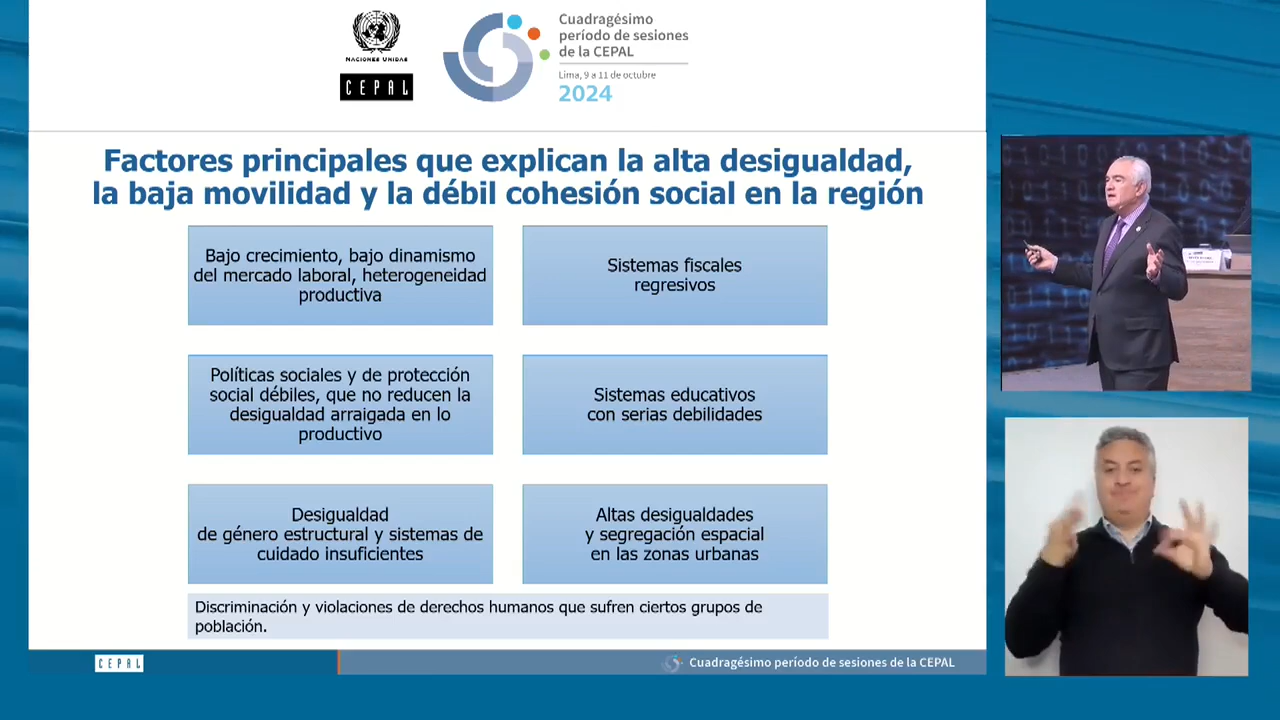 NACIONES UNIDAS
CEPAL
Cuadragésimo
período de sesiones
de la CEPAL
Lima, 9 a 11 de octubre
2024
Factores principales que explican la alta desigualdad,
la baja movilidad y la débil cohesión social en la región
Bajo crecimiento, bajo dinamismo
del mercado laboral, heterogeneidad
productiva
Sistemas fiscales
regresivos
Políticas sociales y de protección
social débiles, que no reducen la
desigualdad arraigada en lo
productivo
Sistemas educativos
con serias debilidades
Desigualdad
de género estructural y sistemas de
cuidado insuficientes
Altas desigualdades
y segregación espacial
en las zonas urbanas
Discriminación y violaciones de derechos humanos que sufren ciertos grupos de
población.
CEPAL
Cuadragésimo período de sesiones de la CEPAL